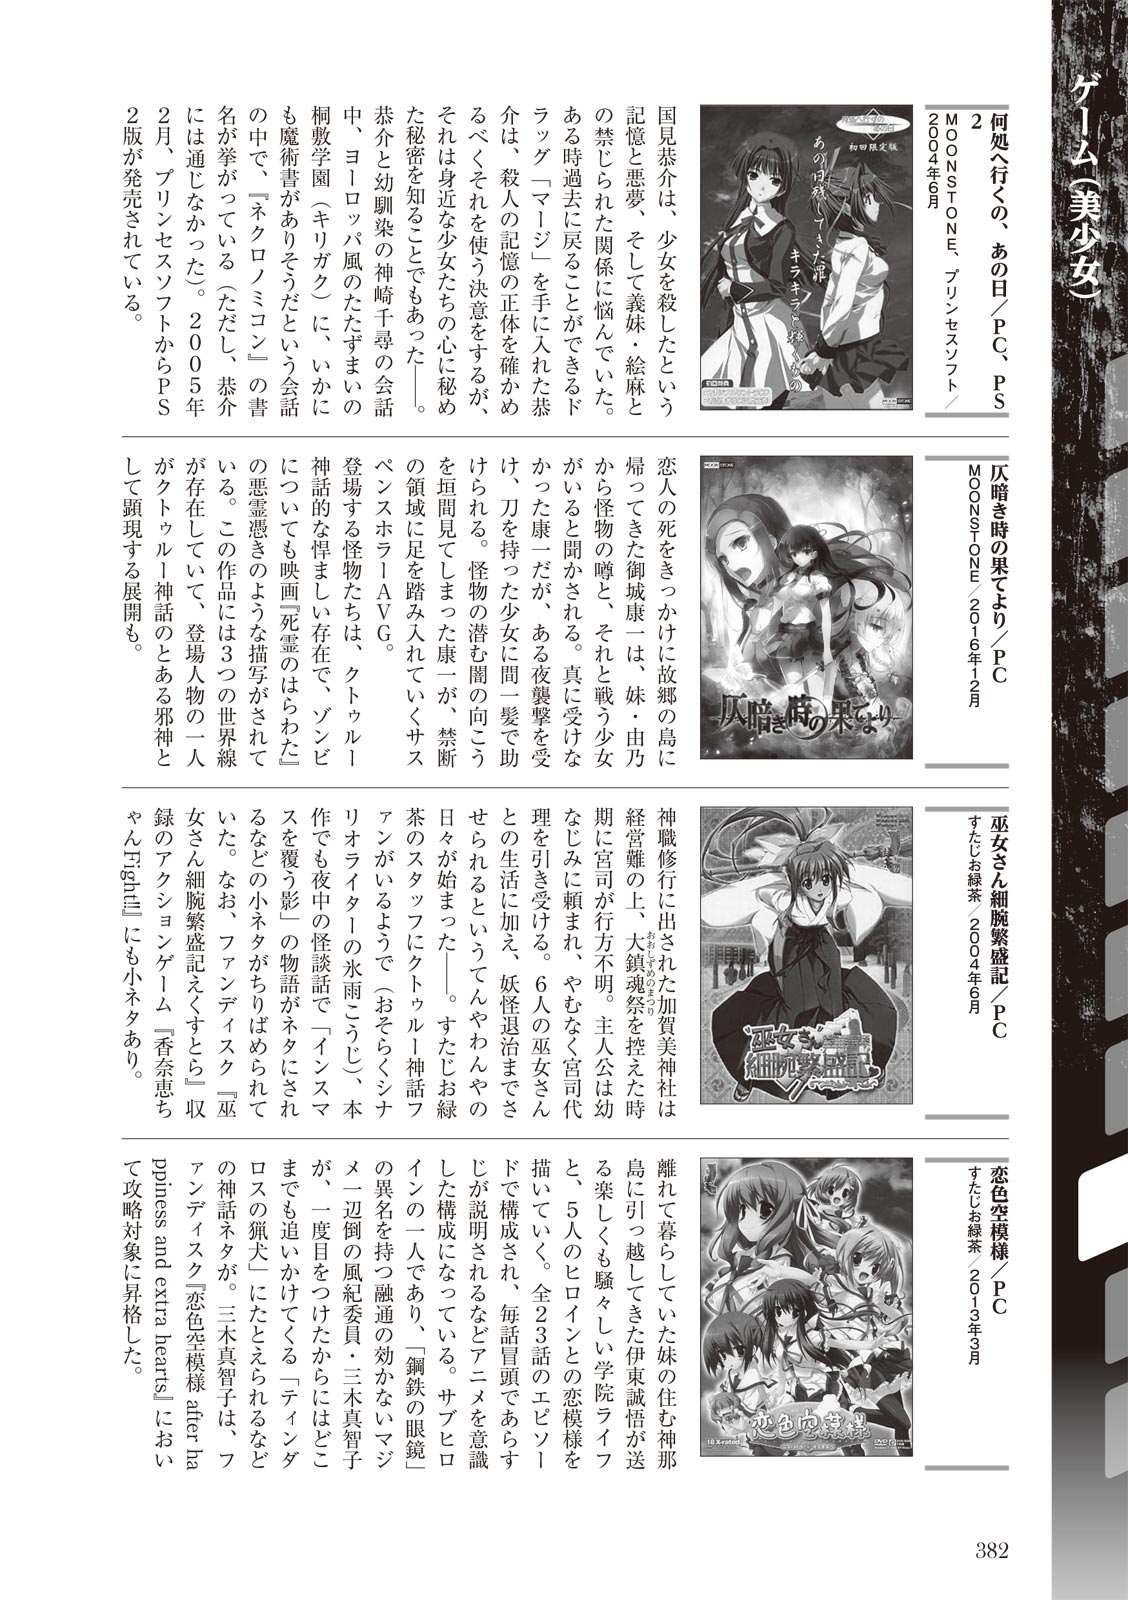 ゲーム（美少女）
何処へ行くの、あの日／PC、PS
2
MOONSTONE、プリンセスソフト／
2004年6月
初回限定版
あの日残してきた罪
キラキラと輝くもの
国見恭介は、少女を殺したという
記憶と悪夢、そして義妹・絵麻と
の禁じられた関係に悩んでいた。
ある時過去に戻ることができるド
ラッグ「マージ」を手に入れた恭
介は、殺人の記憶の正体を確かめ
るべくそれを使う決意をするが、
それは身近な少女たちの心に秘め
た秘密を知ることでもあった――。
恭介と幼馴染の神崎千尋の会話
中、ヨーロッパ風のたたずまいの
桐敷学園（キリガク）に、いかに
も魔術書がありそうだという会話
の中で、『ネクロノミコン』の書
名が挙がっている（ただし、恭介
には通じなかった）。2005年
2月、プリンセスソフトからPS
2版が発売されている。
仄暗き時の果てより／PC
MOONSTONE／2016年12月
MOONSTONE
仄暗き時の果てより
恋人の死をきっかけに故郷の島に
帰ってきた御城康一は、妹・由乃
から怪物の噂と、それと戦う少女
がいると聞かされる。真に受けな
かった康一だが、ある夜襲撃を受
け、刀を持った少女に間一髪で助
けられる。怪物の潜む闇の向こう
を垣間見てしまった康一が、禁断
の領域に足を踏み入れていくサス
ペンスホラーAVG。
登場する怪物たちは、クトゥルー
神話的な悍ましい存在で、ゾンビ
についても映画『死霊のはらわた』
の悪霊憑きのような描写がされて
いる。この作品には3つの世界線
が存在していて、登場人物の一人
がクトゥルー神話のとある邪神と
して顕現する展開も。
巫女さん細腕繁盛記／PC
すたじお緑茶／2004年6月
巫女さん
細腕繁盛記
神職修行に出された加賀美神社は
経営難の上、大鎮魂祭を控えた時
おおしずめのまつり
期に宮司が行方不明。主人公は幼
なじみに頼まれ、やむなく宮司代
理を引き受ける。6人の巫女さん
との生活に加え、妖怪退治までさ
せられるというてんやわんやの
日々が始まった――。すたじお緑
茶のスタッフにクトゥルー神話フ
ァンがいるようで（おそらくシナ
リオライターの氷雨こうじ）、本
作でも夜中の怪談話で「インスマ
スを覆う影」の物語がネタにされ
るなどの小ネタがちりばめられて
いた。なお、ファンディスク『巫
女さん細腕繁盛記えくすとら』収
録のアクションゲーム『香奈恵ち
ゃんFight!!』にも小ネタあり。
恋色空模様／PC
すたじお緑茶／2013年3月
恋色空模様
18 X-rated
離れて暮らしていた妹の住む神那
島に引っ越してきた伊東誠悟が送
る楽しくも騒々しい学院ライフ
と、5人のヒロインとの恋模様を
描いていく。全23話のエピソー
ドで構成され、毎話冒頭であらす
じが説明されるなどアニメを意識
した構成になっている。サブヒロ
インの一人であり、「鋼鉄の眼鏡」
の異名を持つ融通の効かないマジ
メ一辺倒の風紀委員・三木真智子
が、一度目をつけたからにはどこ
までも追いかけてくる「ティンダ
ロスの猟犬」にたとえられるなど
の神話ネタが。三木真智子は、フ
ァンディスク『恋色空模様 after ha
ppiness and extra hearts』におい
て攻略対象に昇格した。
382